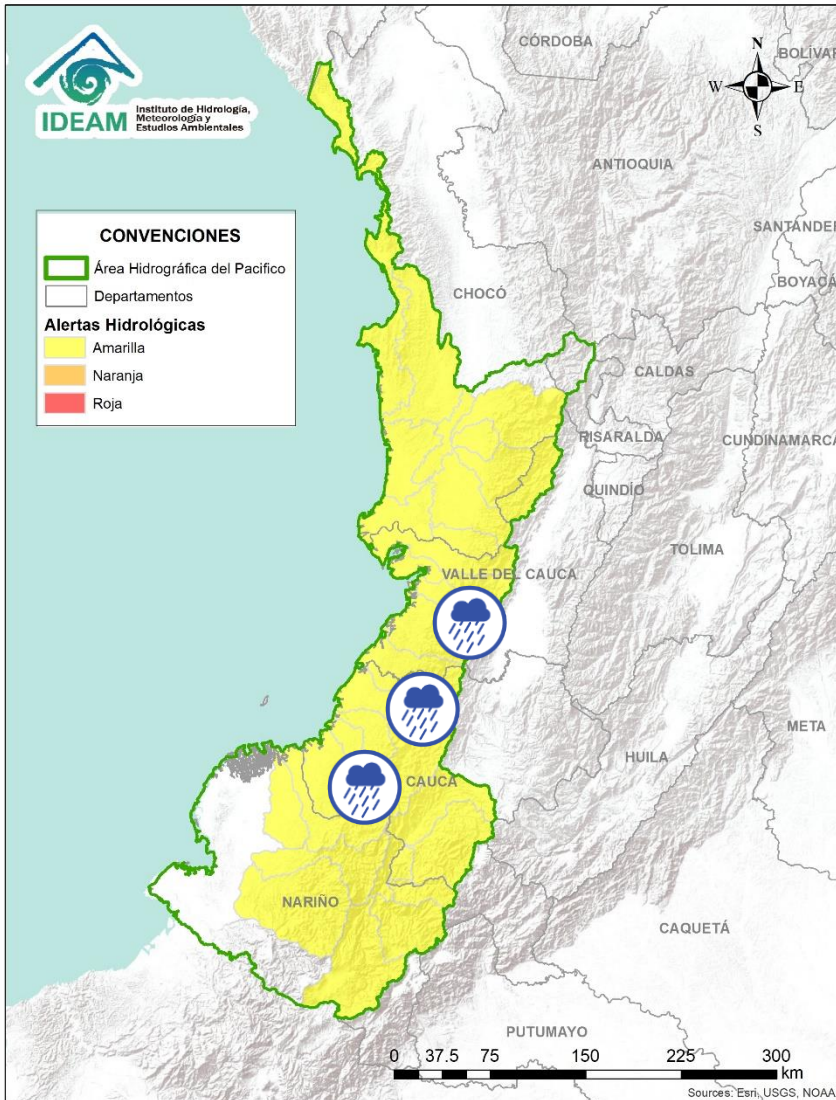 IDEAM
Instituto de Hidrología,
Meteorología y
Estudios Ambientales
N
W E
S
CONVENCIONES
Área Hidrográfica del Pacifico
Departamentos
Alertas Hidrológicas
Amarilla
Naranja
Roja
CÓRDOBA
BOLÍVAR
ANTIOQUIA
SANTANDER
BOYACÁ
CHOCÓ
CALDAS
RISARALDA
CUNDINAMARCA
QUINDÍO
TOLIMA
VALLE DEL CAUCA
META
HUILA
CAUCA
NARIÑO
CAQUETÁ
PUTUMAYO
0 37.5 75 150 225 300
km
Sources: Esri, USGS, NOAA